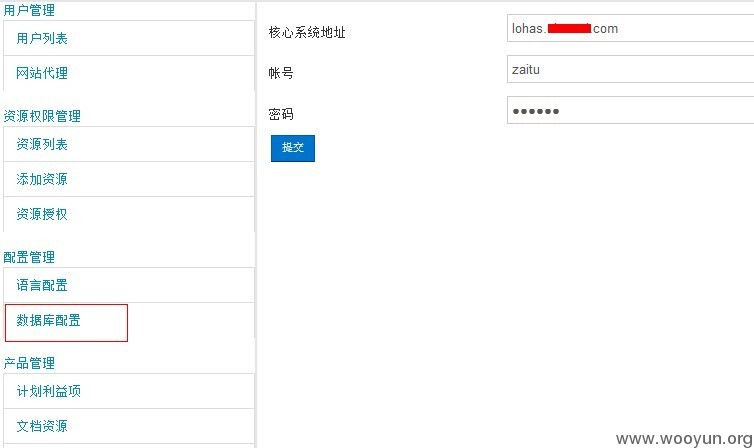 用户管理
用户列表
网站代理
资源权限管理
资源列表
添加资源
资源授权
配置管理
语言配置
数据库配置
产品管理
计划利益项
文档资源
核心系统地址
lohas.
.com
帐号
zaitu
密码
●●●●●●
提交
www.wooyun.org